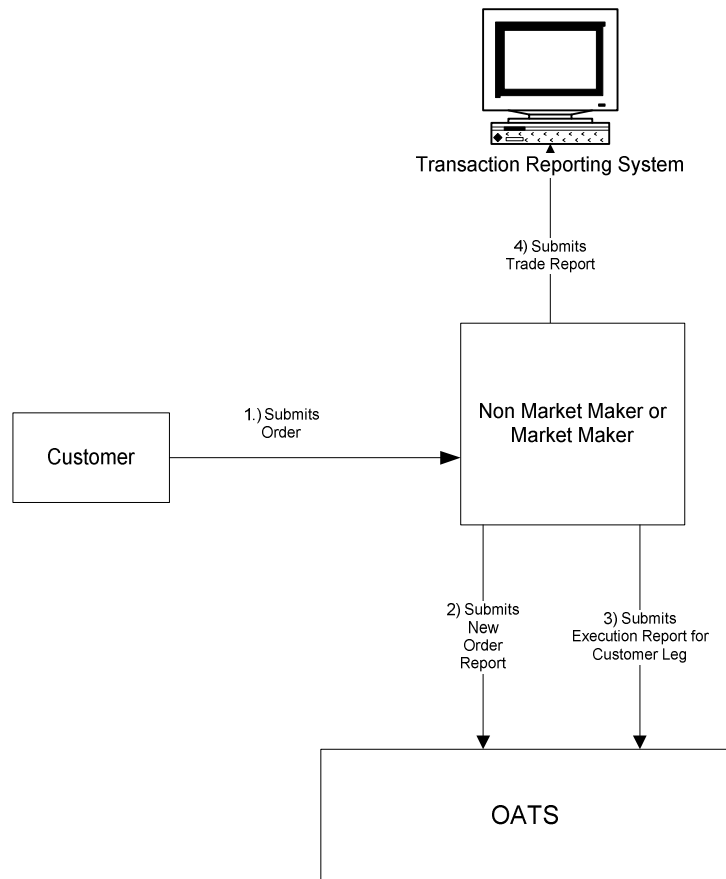 Transaction Reporting System
4) Submits
Trade Report
Non Market Maker or
Market Maker
1.) Submits
Order
Customer
2) Submits
New
Order
Report
3) Submits
Execution Report for
Customer Leg
OATS